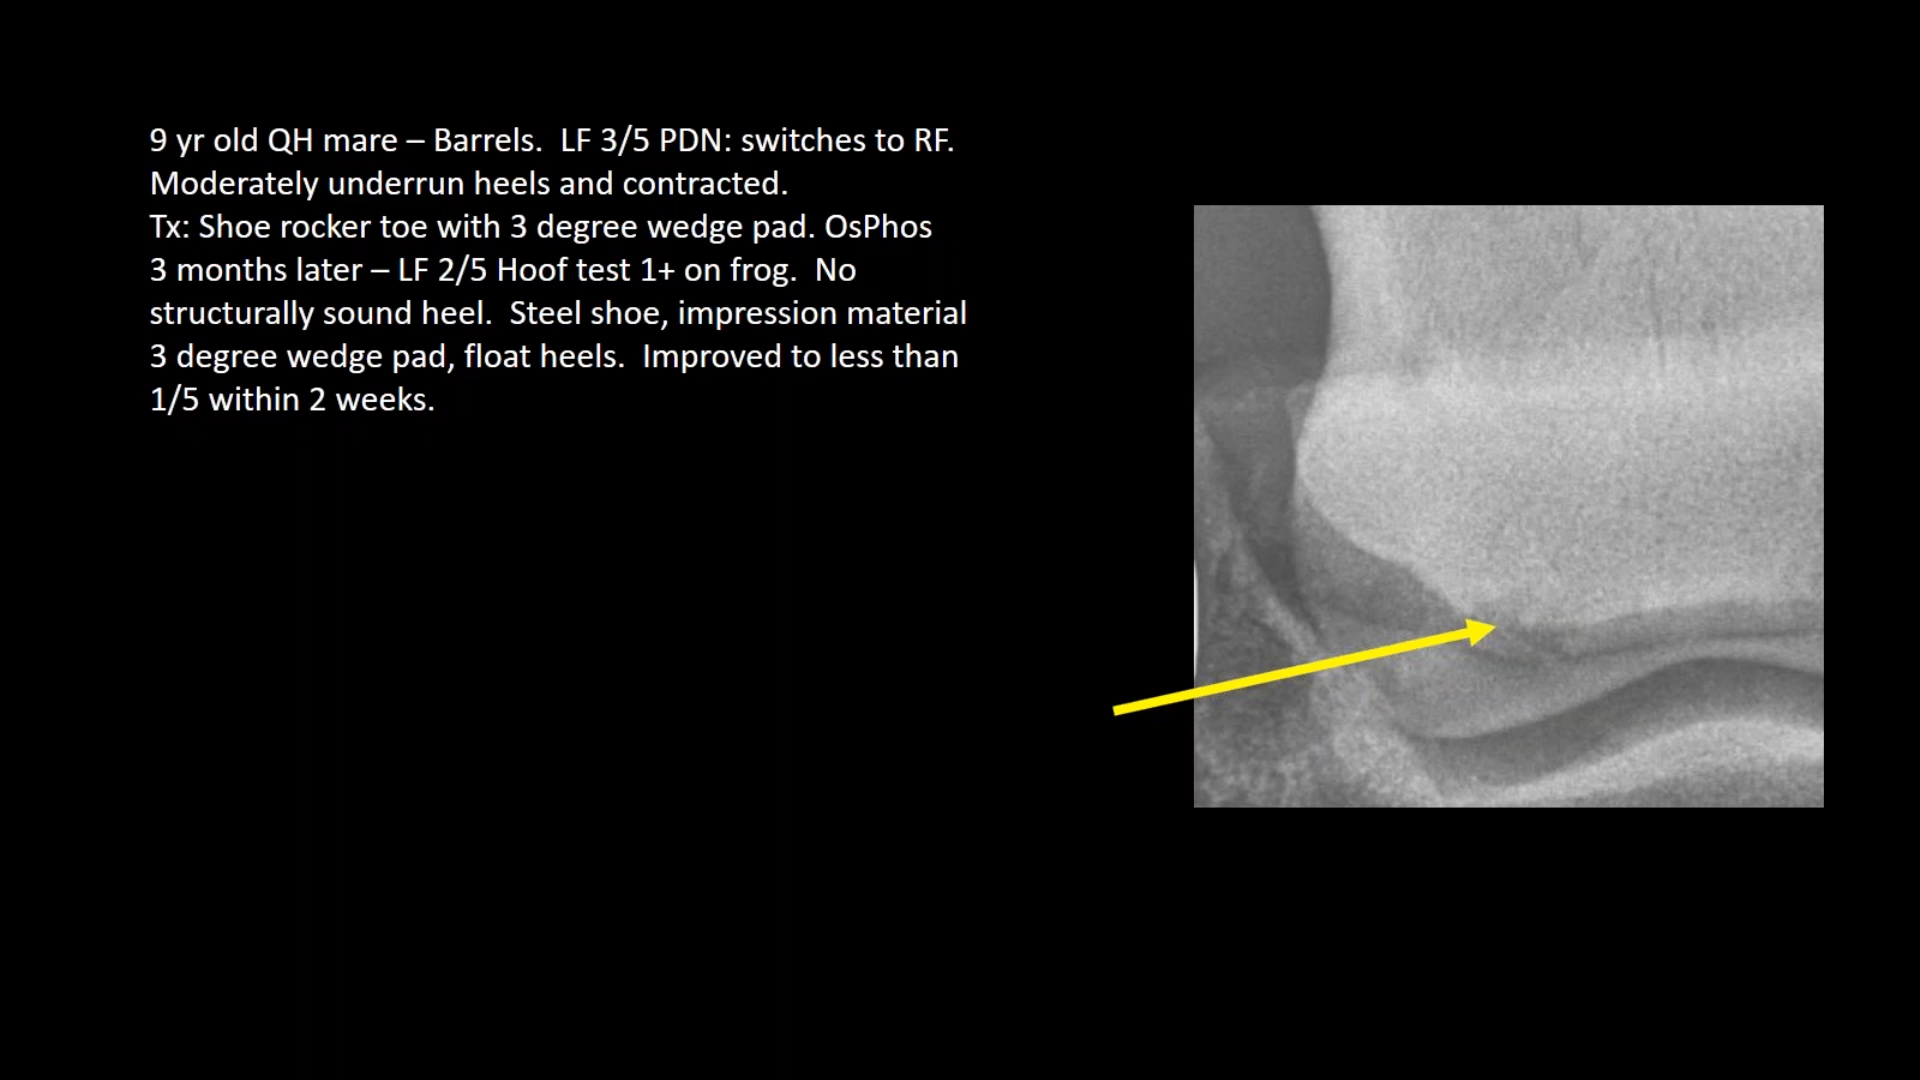 9 yr old QH mare – Barrels.  LF 3/5 PDN: switches to RF.
Moderately underrun heels and contracted.
Tx: Shoe rocker toe with 3 degree wedge pad. OsPhos
3 months later – LF 2/5 Hoof test 1+ on frog.  No
structurally sound heel.  Steel shoe, impression material
3 degree wedge pad, float heels.  Improved to less than
1/5 within 2 weeks.